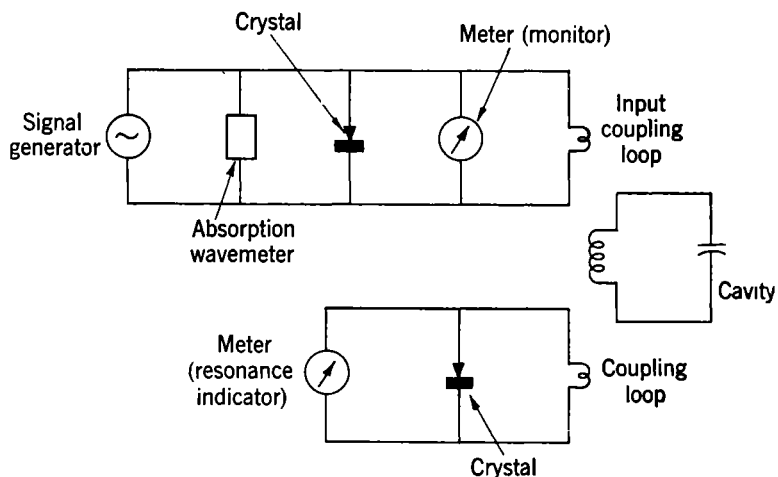 Crystal
Meter (monitor)
Signal
generator
Input
coupling
loop
Absorption
wavemeter
Cavity
Meter
(resonance
indicator)
Coupling
loop
Crystal